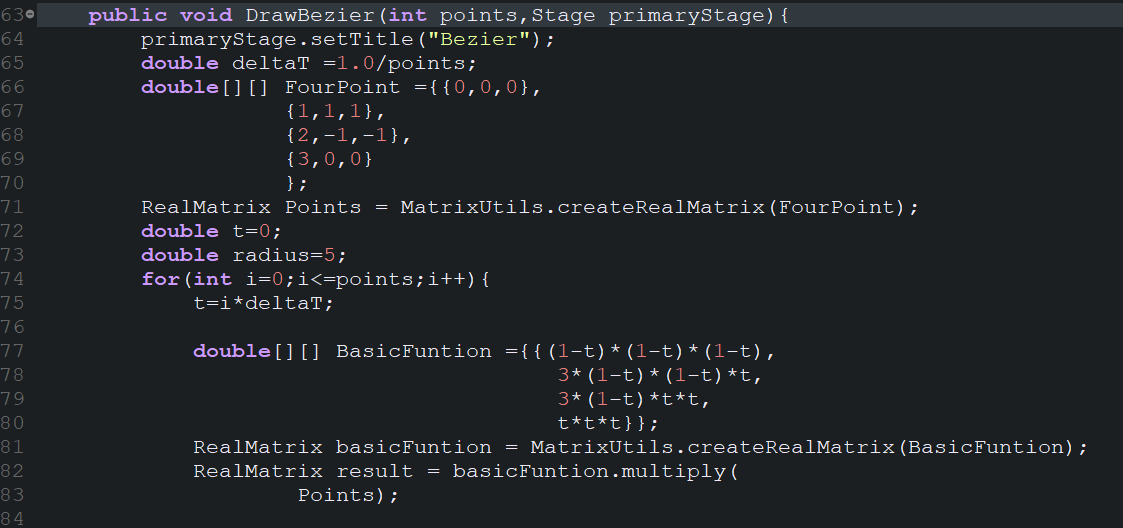 63 public void DrawBezier(int points,Stage primaryStage){
64 primaryStage.setTitle("Bezier");
65 double deltaT =1.0/points;
66 double[][] FourPoint ={{0,0,0},
67 {1,1,1},
68 {2,-1,-1},
69 {3,0,0}
70 };
71 RealMatrix Points = MatrixUtils.createRealMatrix(FourPoint);
72 double t=0;
73 double radius=5;
74 for(int i=0;i<=points;i++){
75 t=i*deltaT;
76
77 double[][] BasicFuntion ={{(1-t)*(1-t)*(1-t),
78 3*(1-t)*(1-t)*t,
79 3*(1-t)*t*t,
80 t*t*t}};
81 RealMatrix basicFuntion = MatrixUtils.createRealMatrix(BasicFuntion);
82 RealMatrix result = basicFuntion.multiply(
83 Points);
84